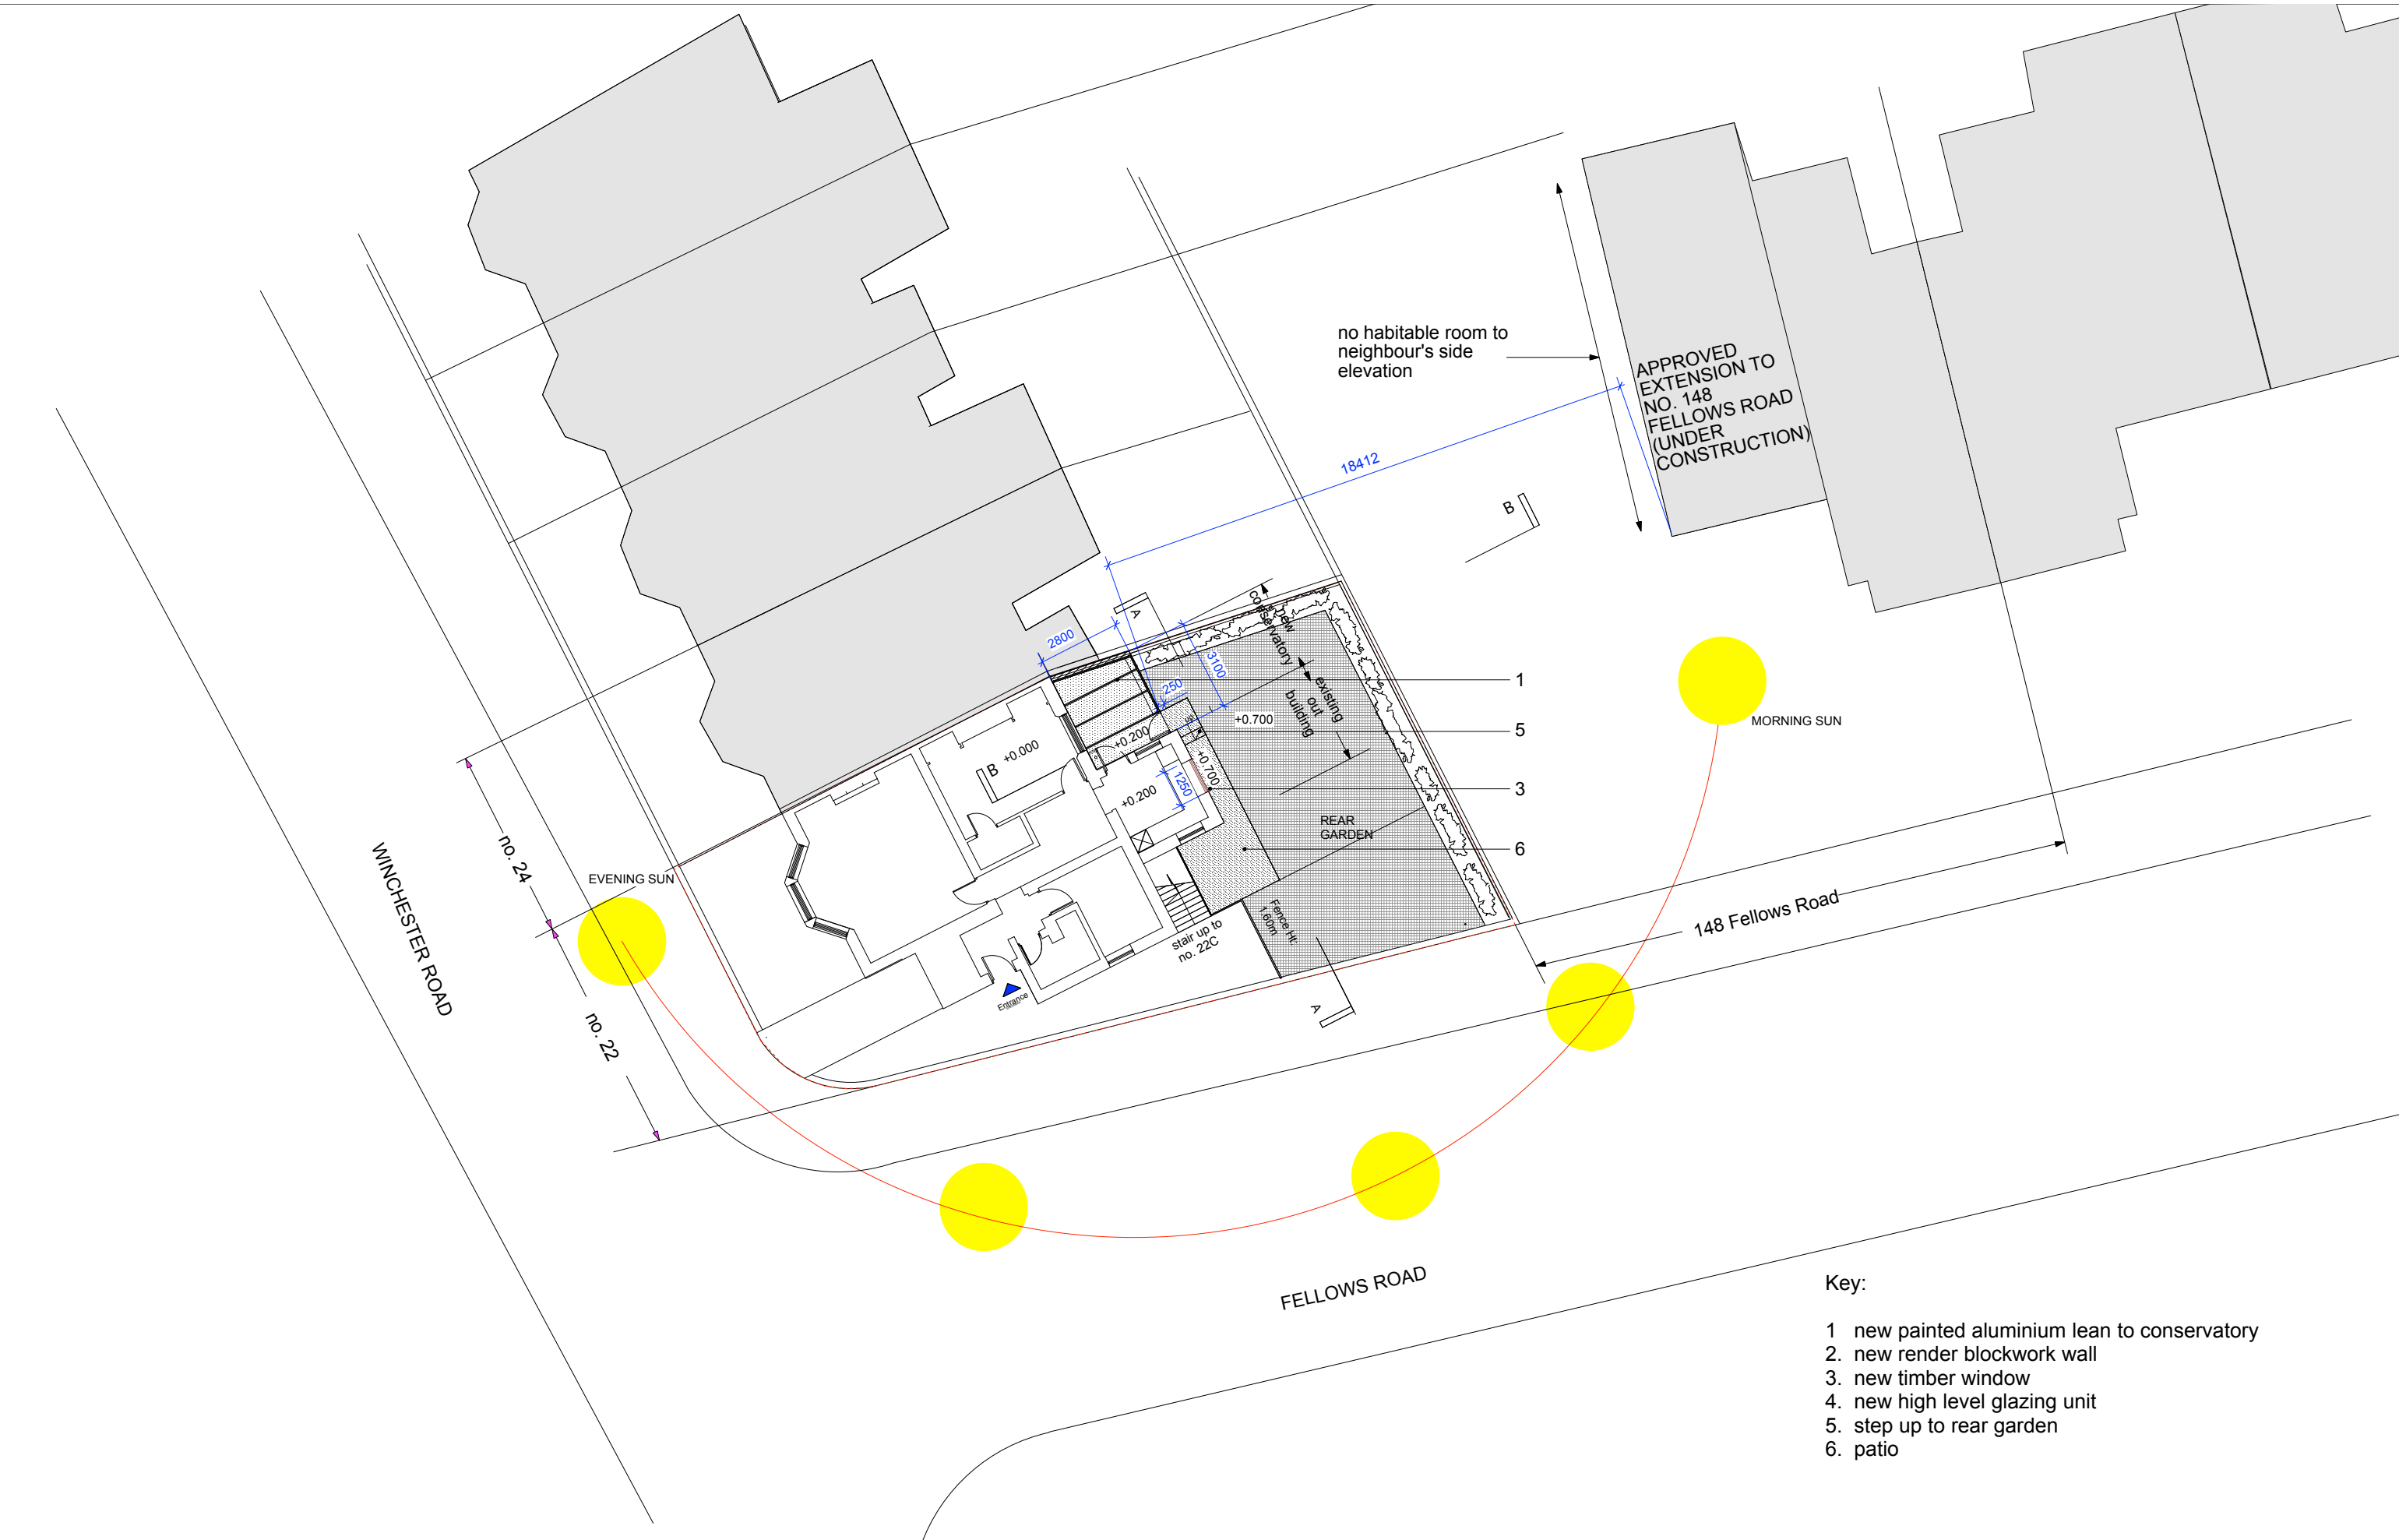 no habitable room to
neighbour's side
elevation
APPROVED
EXTENSION TO
NO. 148
FELLOWS ROAD
(UNDER
CONSTRUCTION)
18412
B
A
new
conservatory
2800
3100
250
1
existing
out
building
+0.700
5
up
+0.200
+0.000
B
+0.700
3
1250
+0.200
REAR
GARDEN
6
MORNING SUN
no. 24
EVENING SUN
WINCHESTER ROAD
no. 22
Fence Ht:
1.60m
stair up to
no. 22C
Entrance
A
148 Fellows Road
FELLOWS ROAD
Key:
1 new painted aluminium lean to conservatory
2. new render blockwork wall
3. new timber window
4. new high level glazing unit
5. step up to rear garden
6. patio